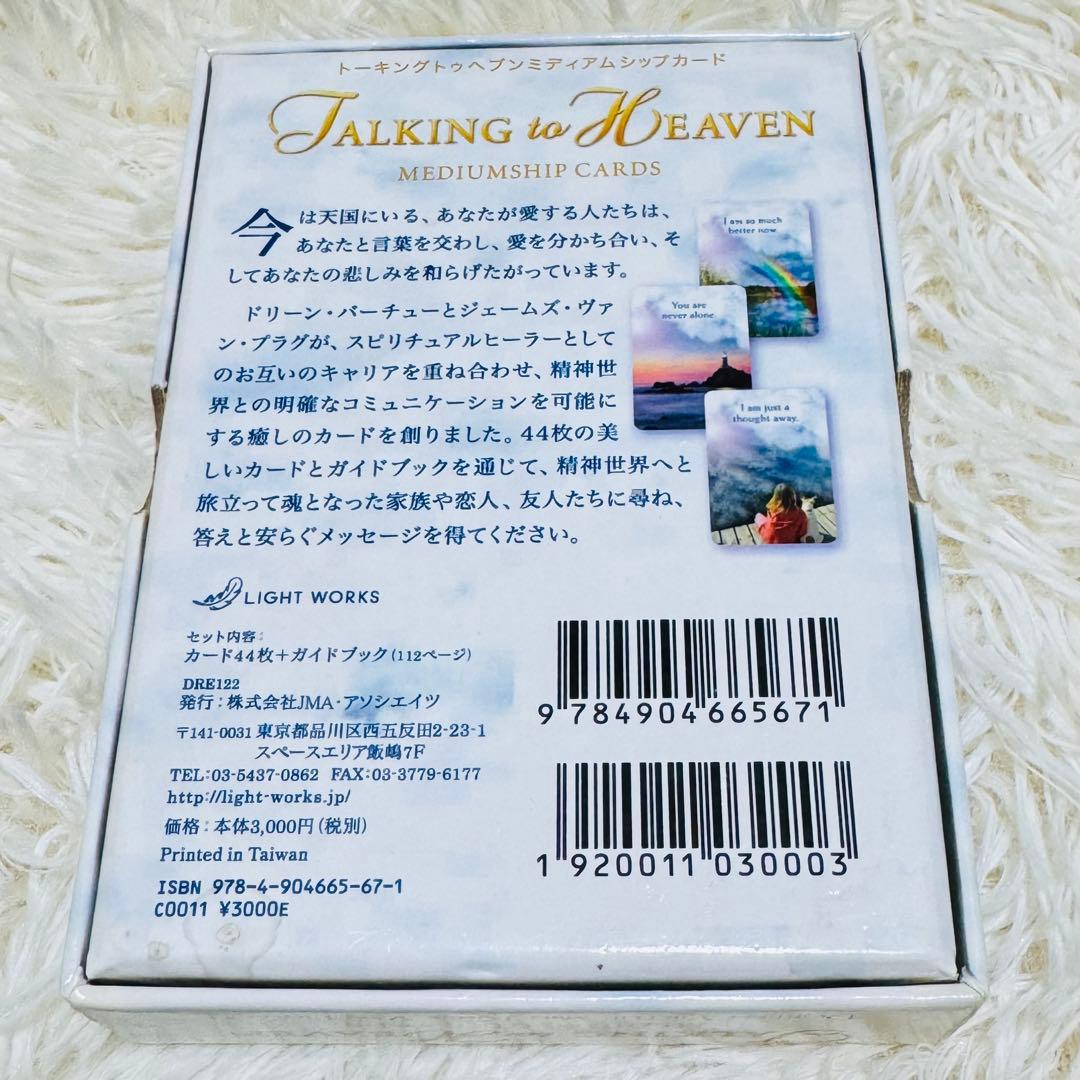 トーキングトゥヘブンミディアムシップカード
TALKING to HEAVEN
MEDIUMSHIP CARDS
今は天国にいる、あなたが愛する人たちは、
あなたと言葉を交わし、愛を分かち合い、そ
してあなたの悲しみを和らげたがっています。
ドリーン・バーチューとジェームズ・ヴァ
ン・プラグが、スピリチュアルヒーラーとして
のお互いのキャリアを重ね合わせ、精神世
界との明確なコミュニケーションを可能に
する癒しのカードを創りました。44枚の美
しいカードとガイドブックを通じて、精神世界へと
旅立って魂となった家族や恋人、友人たちに尋ね、
答えと安らぐメッセージを得てください。
I am so much
better now.
You are
never alone.
I am just a
thought away.
LIGHT WORKS
セット内容:
カード44枚+ガイドブック(112ページ)
DRE122
発行:株式会社JMA・アソシエイツ
〒141-0031 東京都品川区西五反田2-23-1
スペースエリア飯嶋7F
TEL:03-5437-0862 FAX:03-3779-6177
http://light-works.jp/
価格:本体3,000円(税別)
Printed in Taiwan
ISBN 978-4-904665-67-1
C0011 ¥3000E
9 784904 665671
1 920011 030003